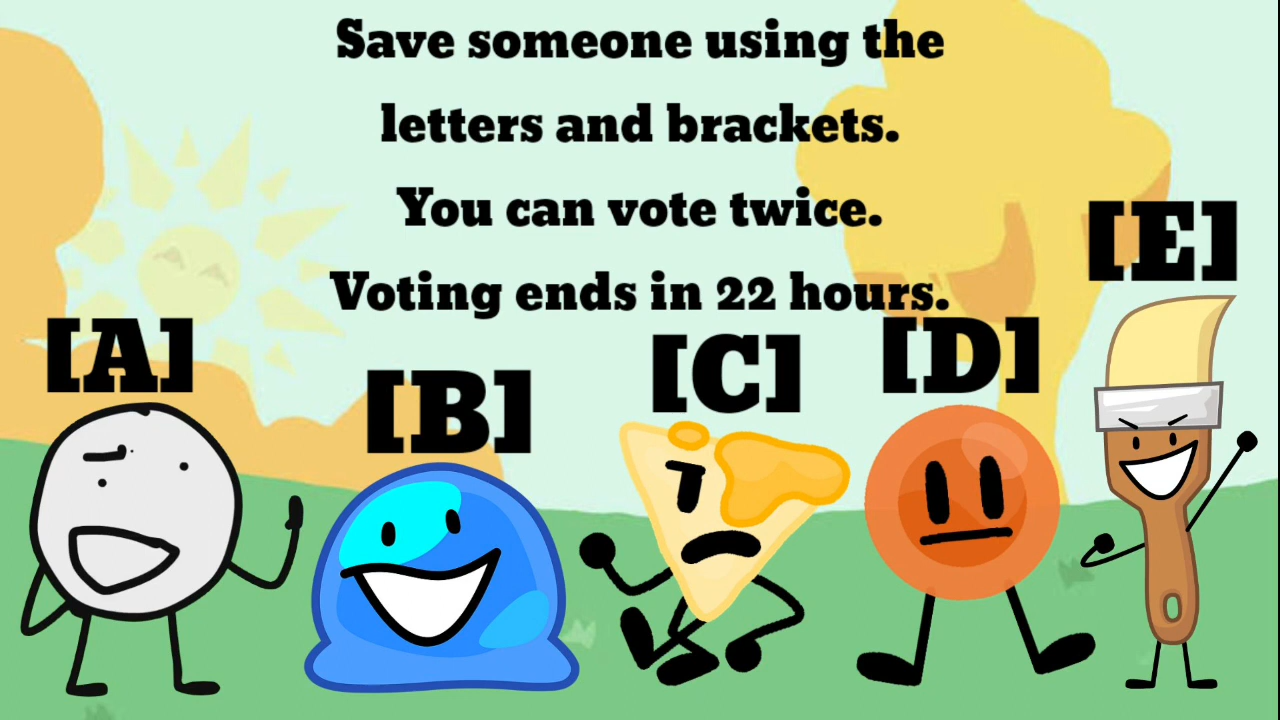 Save someone using the
letters and brackets.
You can vote twice.
Voting ends in 22 hours.
[A]
[B]
[C]
[D]
[E]